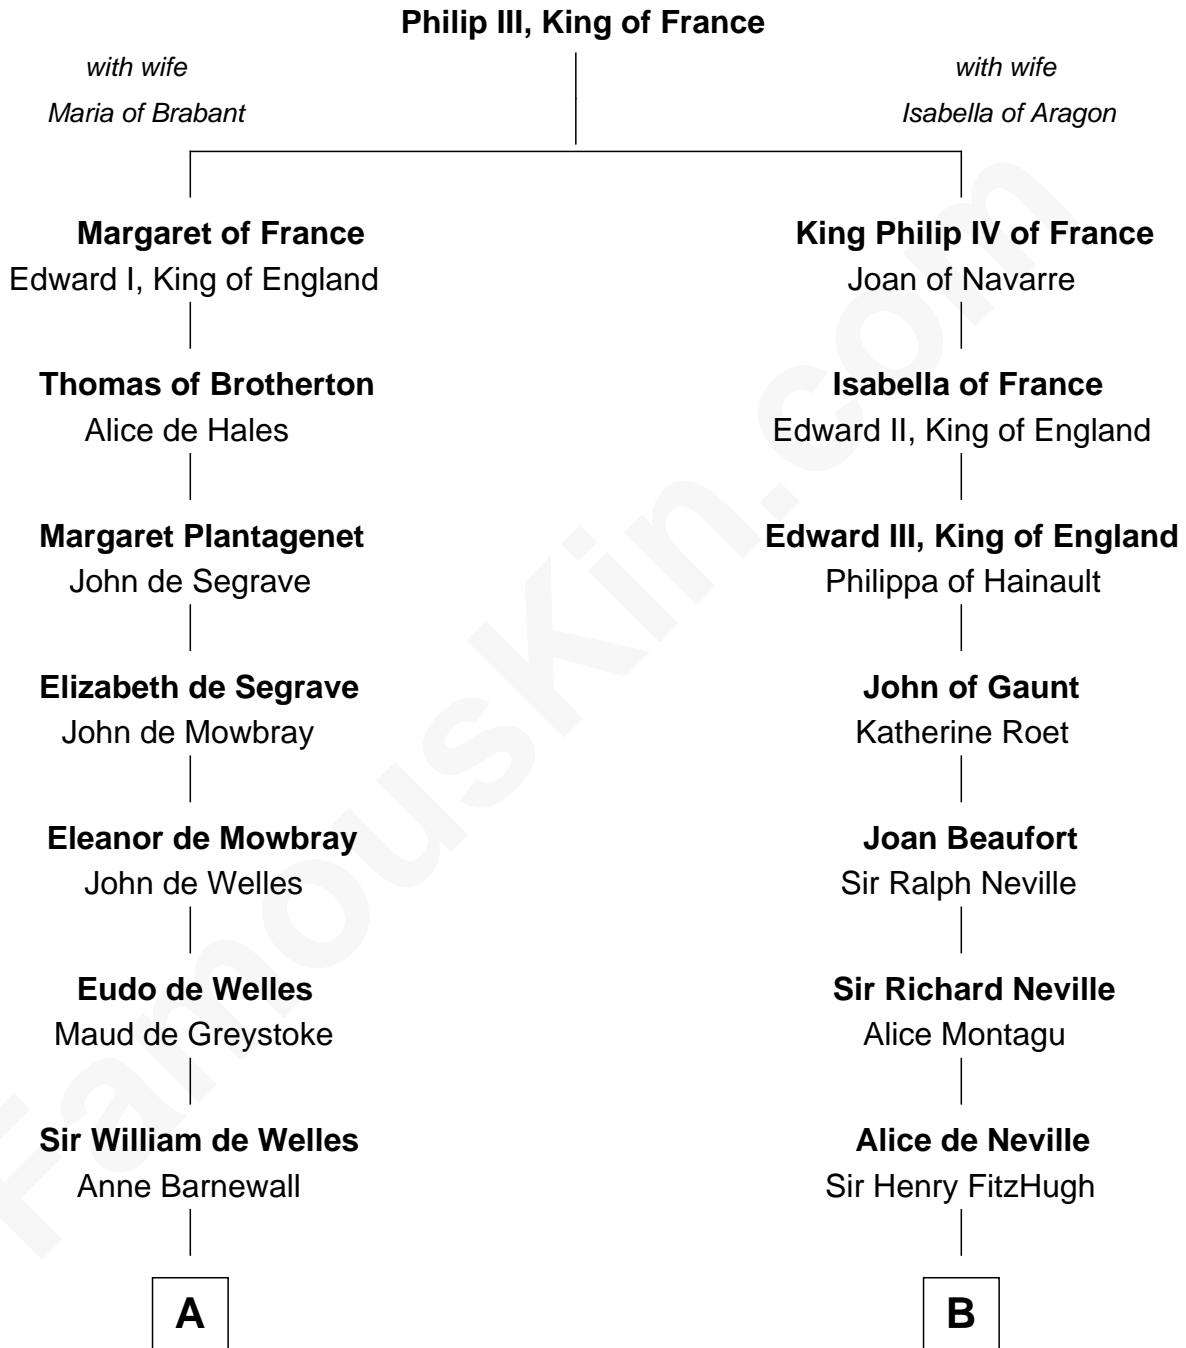 Philip III, King of France
with wife
Maria of Brabant
with wife
Isabella of Aragon
Margaret of France
Edward I, King of England
King Philip IV of France
Joan of Navarre
Thomas of Brotherton
Alice de Hales
Isabella of France
Edward II, King of England
Margaret Plantagenet
John de Segrave
Edward III, King of England
Philippa of Hainault
Elizabeth de Segrave
John de Mowbray
John of Gaunt
Katherine Roet
Eleanor de Mowbray
John de Welles
Joan Beaufort
Sir Ralph Neville
Eudo de Welles
Maud de Greystoke
Sir Richard Neville
Alice Montagu
Sir William de Welles
Anne Barnewall
Alice de Neville
Sir Henry FitzHugh
A
B
FamousKin.com